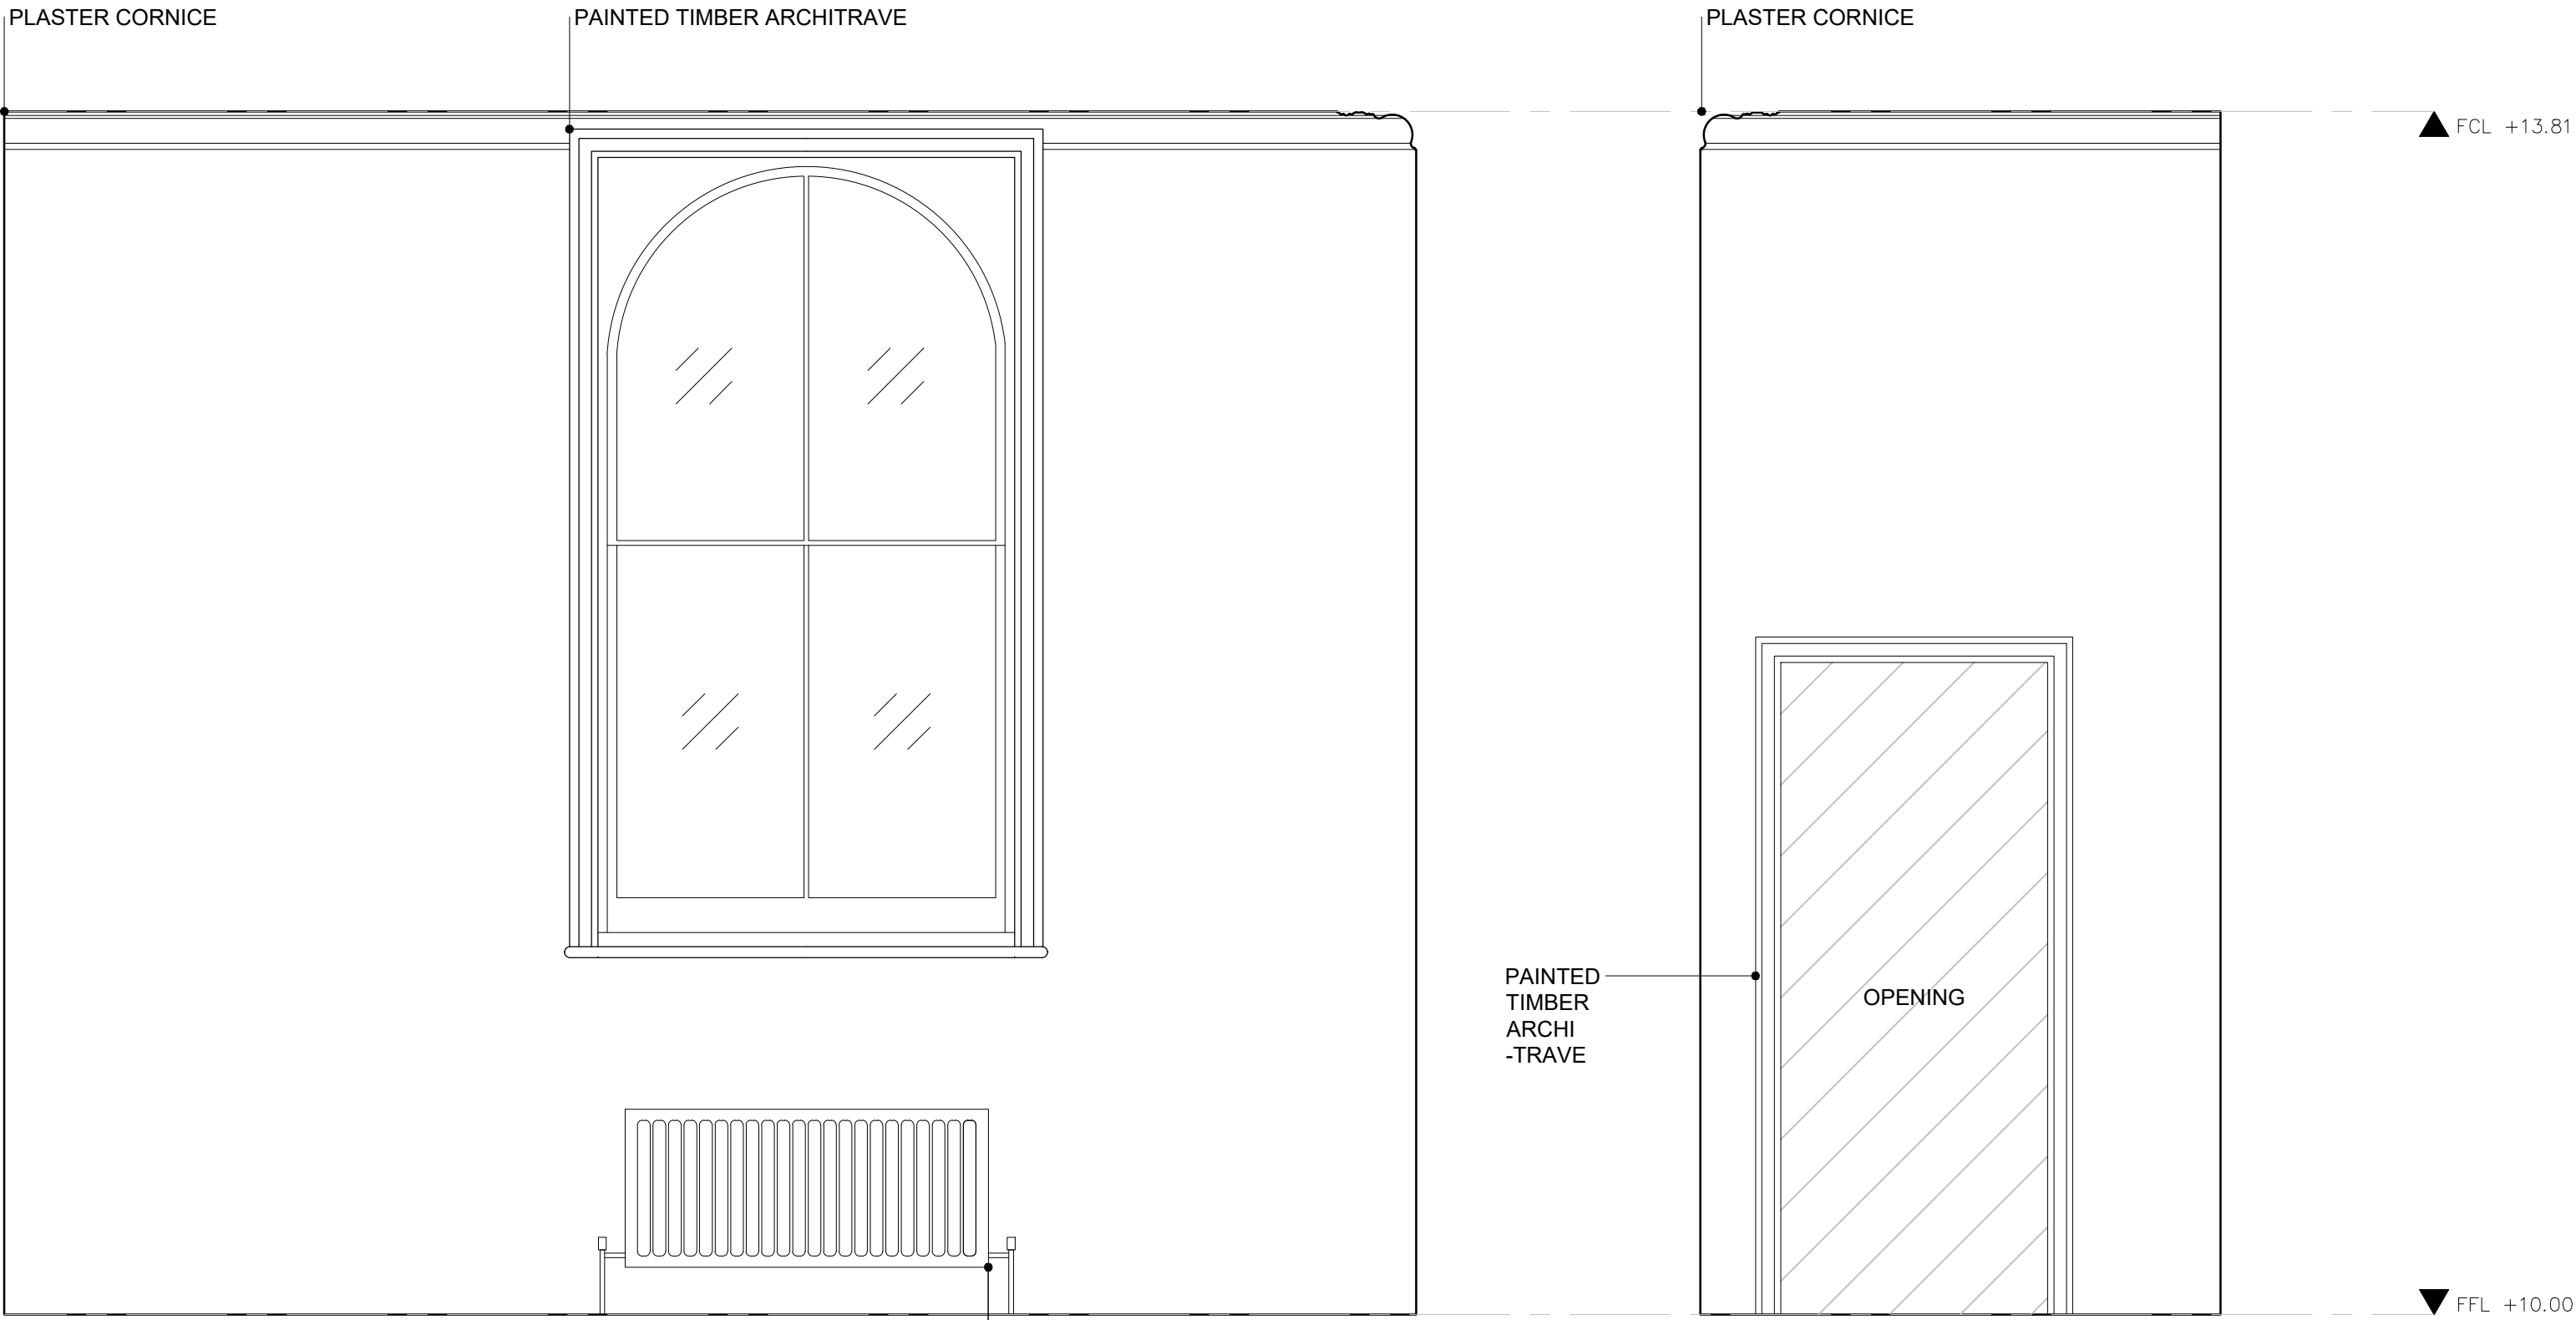 PLASTER CORNICE
PAINTED TIMBER ARCHITRAVE
PLASTER CORNICE
FCL +13.81
PAINTED
TIMBER
ARCHI
-TRAVE
OPENING
FFL +10.00